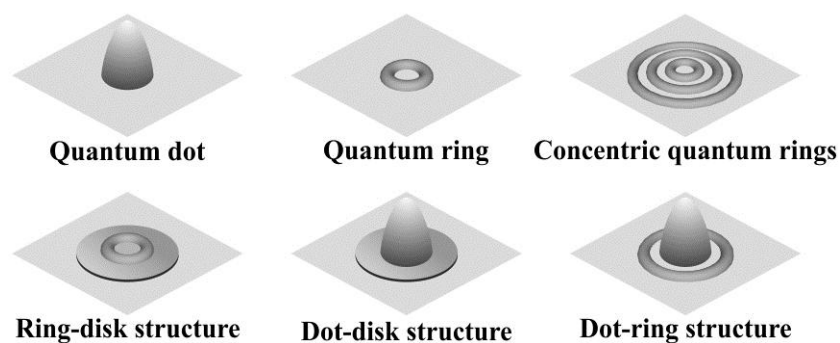 Quantum dot
Quantum ring
Concentric quantum rings
Ring-disk structure
Dot-disk structure
Dot-ring structure